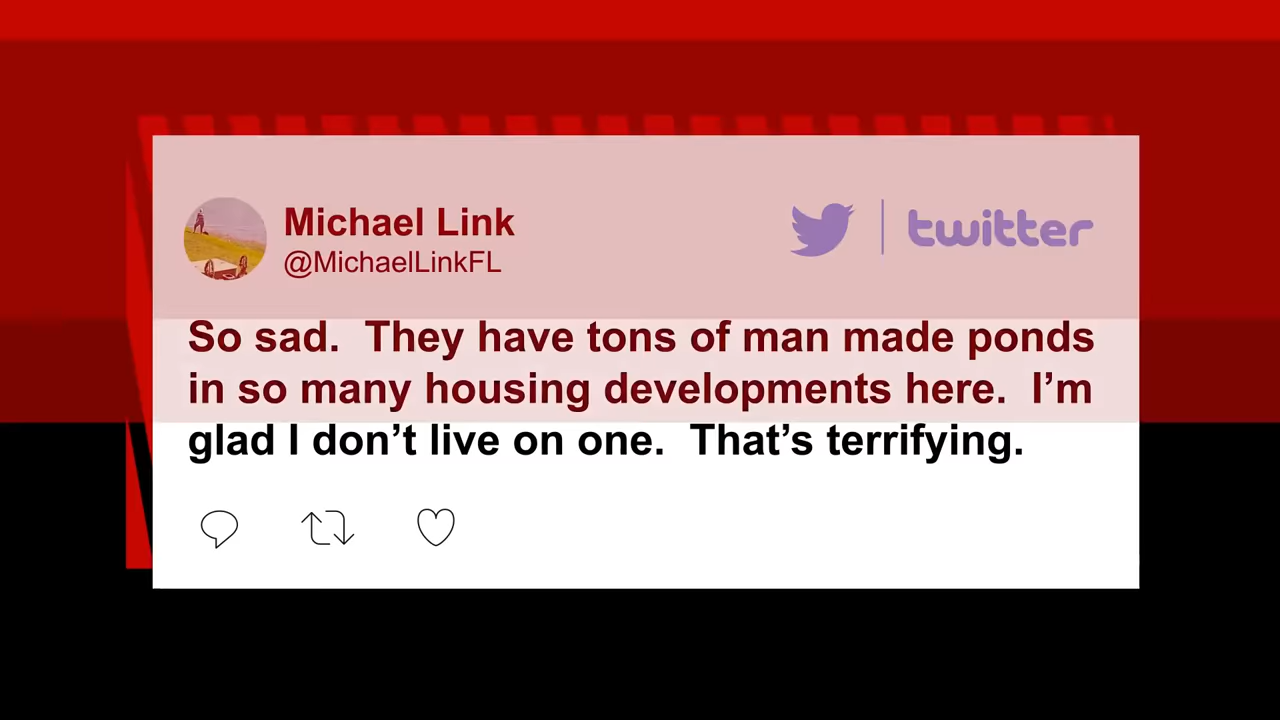 Michael Link
@MichaelLinkFL
twitter
So sad.  They have tons of man made ponds
in so many housing developments here.  I’m
glad I don’t live on one.  That’s terrifying.